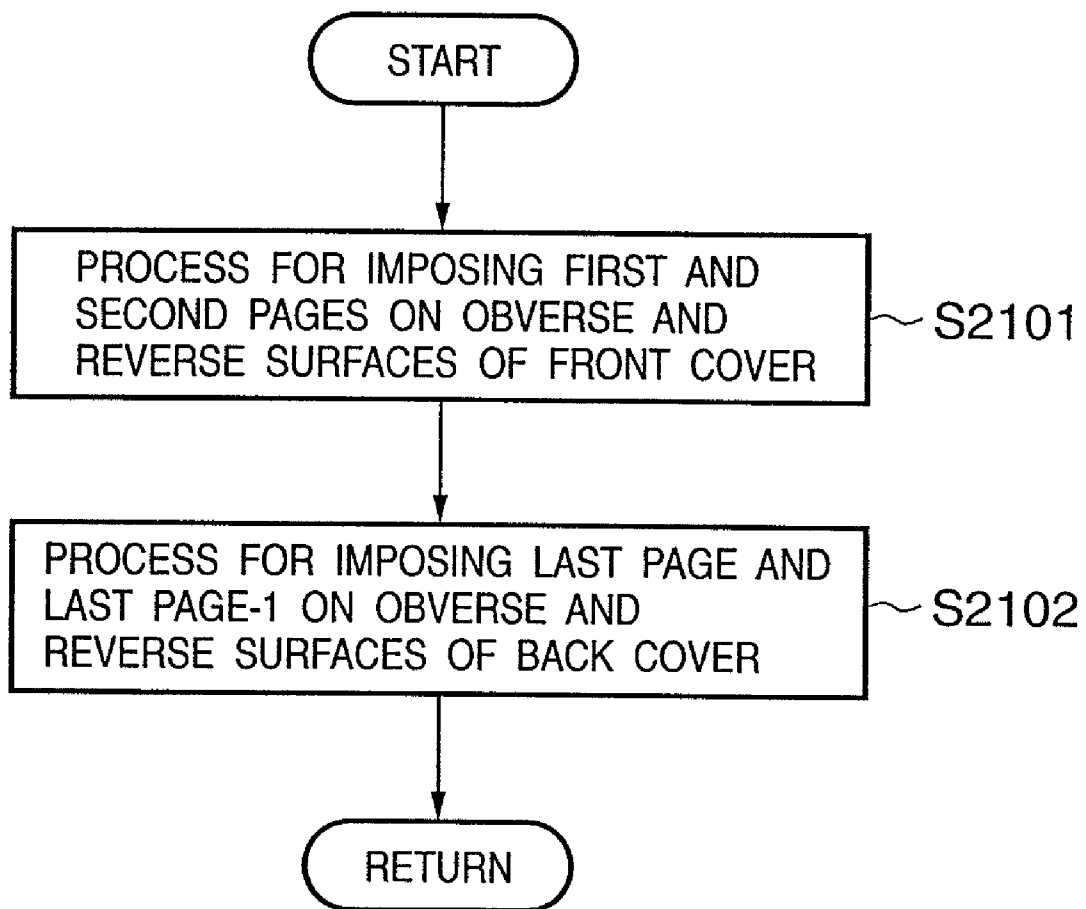 START
PROCESS FOR IMPOSING FIRST AND
SECOND PAGES ON OBVERSE AND
REVERSE SURFACES OF FRONT COVER
S2101
PROCESS FOR IMPOSING LAST PAGE AND
LAST PAGE-1 ON OBVERSE AND
REVERSE SURFACES OF BACK COVER
S2102
RETURN